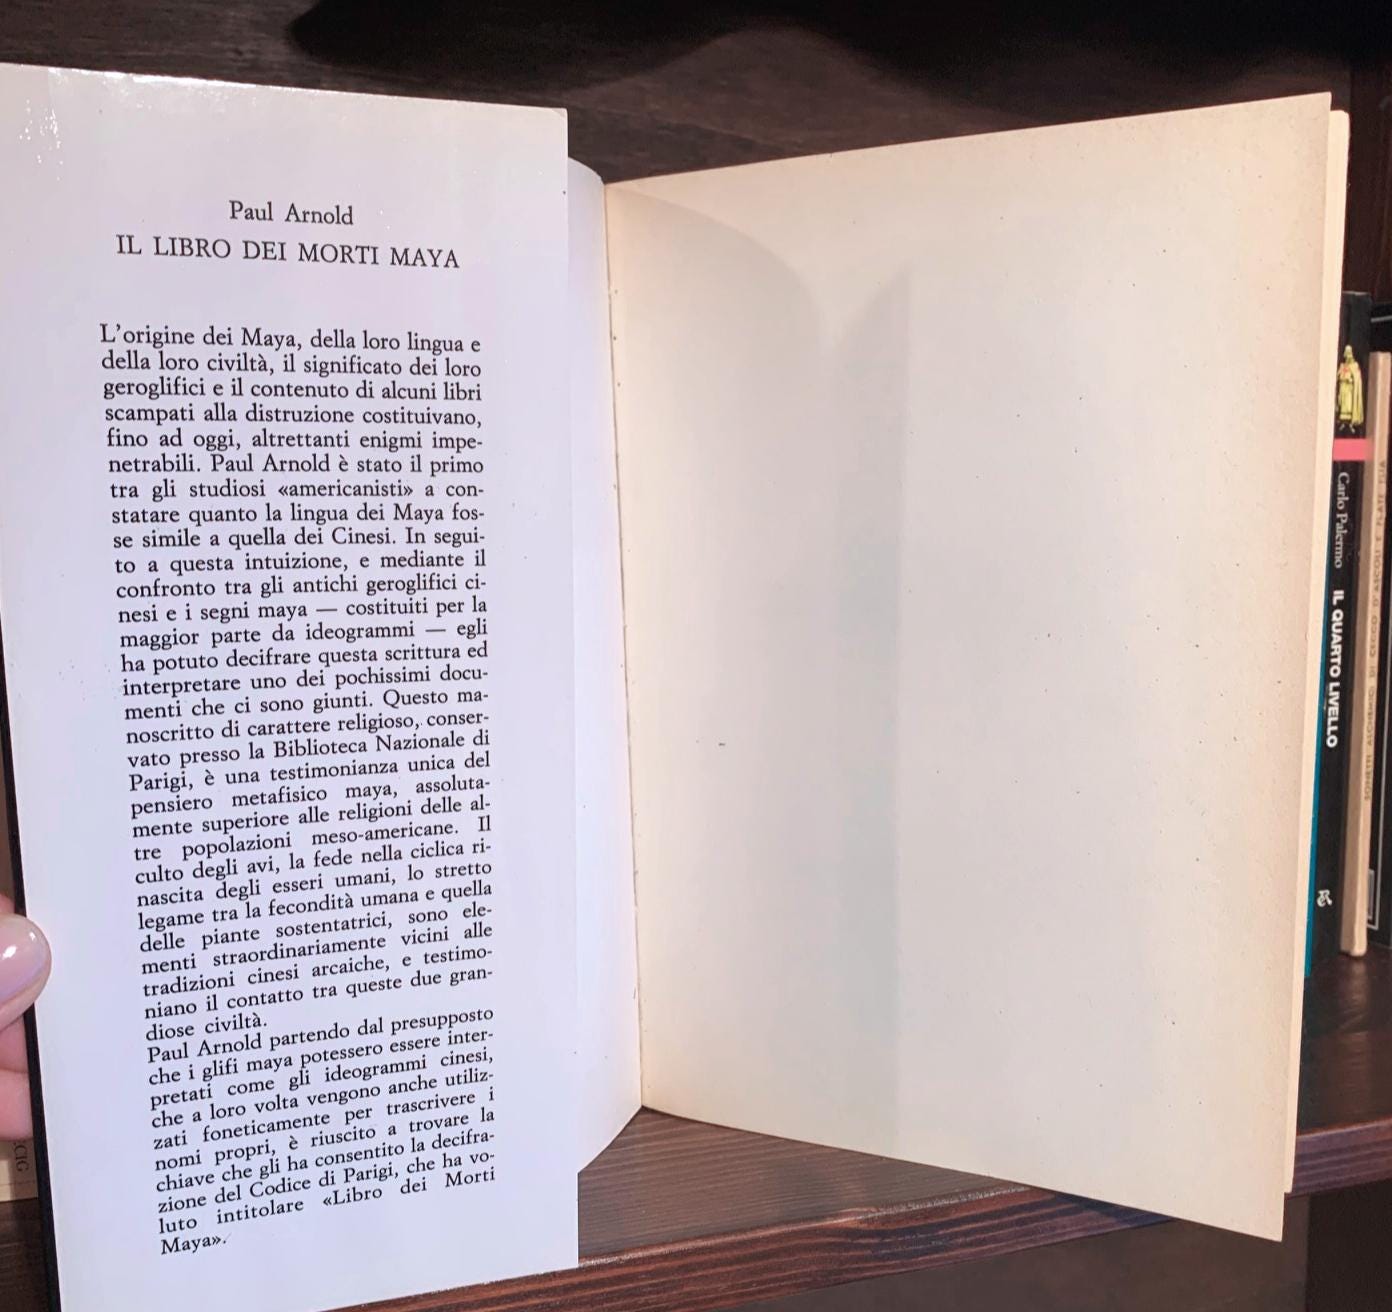 Paul Arnold
IL LIBRO DEI MORTI MAYA
L'origine dei Maya, della loro lingua e
della loro civiltà, il significato dei loro
geroglifici e il contenuto di alcuni libri
scampati alla distruzione costituivano,
fino ad oggi, altrettanti enigmi impe-
netrabili. Paul Arnold è stato il primo
tra gli studiosi «americanisti» a con-
statare quanto la lingua dei Maya fos-
se simile a quella dei Cinesi. In segui-
to a questa intuizione, e mediante il
confronto tra gli antichi geroglifici ci-
nesi e i segni maya — costituiti per la
maggior parte da ideogrammi — egli
ha potuto decifrare questa scrittura ed
interpretare uno dei pochissimi docu-
menti che ci sono giunti. Questo ma-
noscritto di carattere religioso, conser-
vato presso la Biblioteca Nazionale di
Parigi, è una testimonianza unica del
pensiero metafisico maya, assoluta-
mente superiore alle religioni delle al-
tre popolazioni meso-americane. Il
culto degli avi, la fede nella ciclica ri-
nascita degli esseri umani, lo stretto
legame tra la fecondità umana e quella
delle piante sostentatrici, sono ele-
menti straordinariamente vicini alle
tradizioni cinesi arcaiche, e testimo-
niano il contatto tra queste due gran-
diose civiltà.
Paul Arnold partendo dal presupposto
che i glifi maya potessero essere inter-
pretati come gli ideogrammi cinesi,
che a loro volta vengono anche utiliz-
zati foneticamente per trascrivere i
nomi propri, è riuscito a trovare la
chiave che gli ha consentito la decifra-
zione del Codice di Parigi, che ha vo-
luto intitolare «Libro dei Morti
Maya».
Carlo Palermo IL QUARTO LIVELLO
SONETTI ALCHEMICI DI CECCO D'ASCOLI E FRATE ELIA